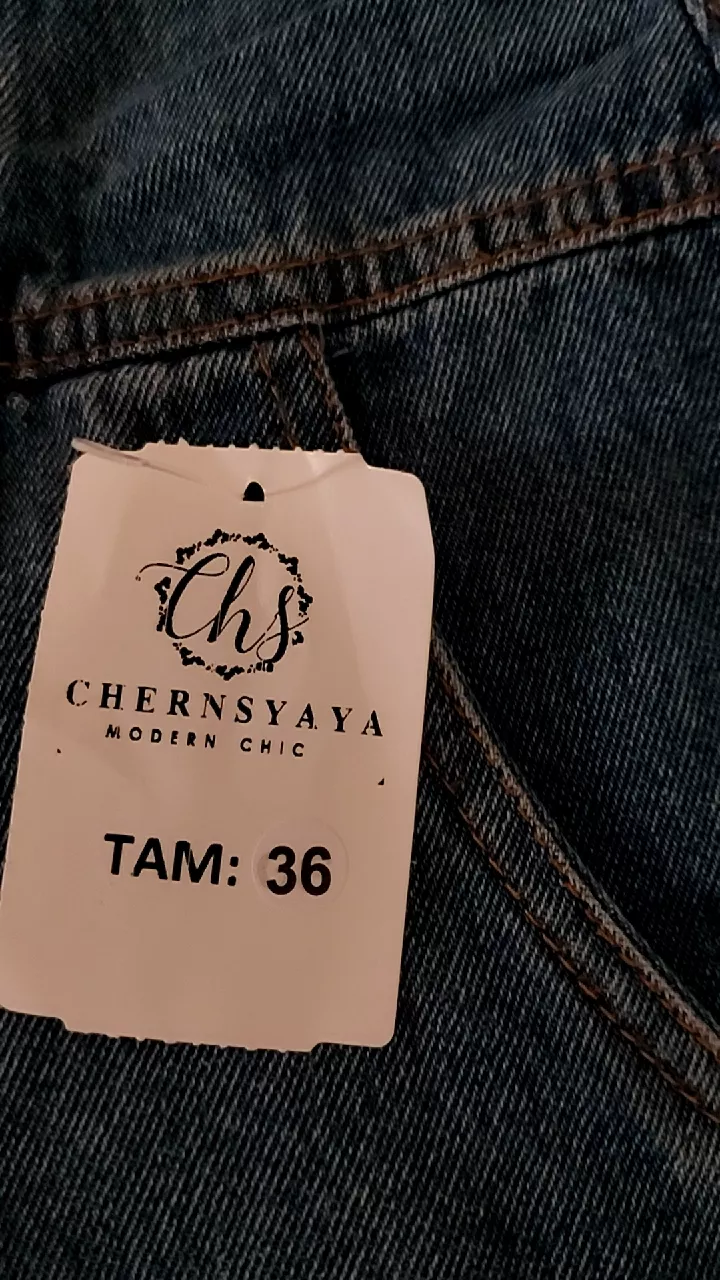 Chs
CHERNSYAYA
MODERN CHIC
TAM: 36